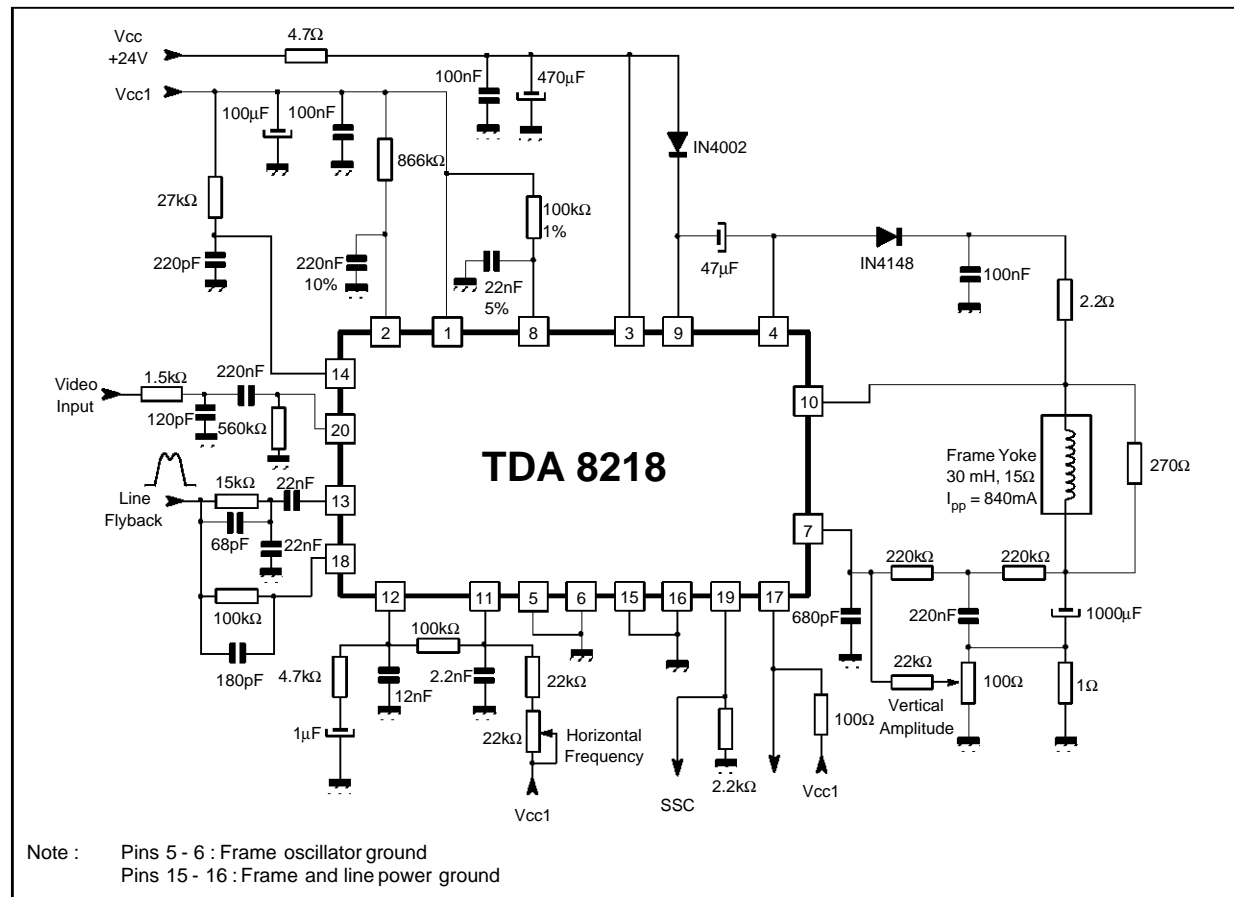 Vcc
+24V
4.7Ω
Vcc1
100µF
100nF
100nF
470µF
IN4002
866kΩ
27kΩ
100kΩ
1%
220pF
220nF
10%
22nF
5%
47µF
IN4148
100nF
2.2Ω
2
1
8
3
9
4
14
Video
Input
1.5kΩ
220nF
120pF
560kΩ
20
10
TDA 8218
Frame Yoke
30 mH, 15Ω
Ipp = 840mA
270Ω
Line
Flyback
15kΩ
22nF
13
68pF
22nF
18
7
100kΩ
180pF
12
11
5
6
15
16
19
17
220kΩ
220kΩ
680pF
220nF
1000µF
100kΩ
4.7kΩ
12nF
2.2nF
22kΩ
22kΩ
100Ω
1Ω
Vertical
Amplitude
1µF
22kΩ
Horizontal
Frequency
100Ω
Vcc1
SSC
2.2kΩ
Vcc1
Note : Pins 5 - 6 : Frame oscillator ground
Pins 15 - 16 : Frame and line power ground